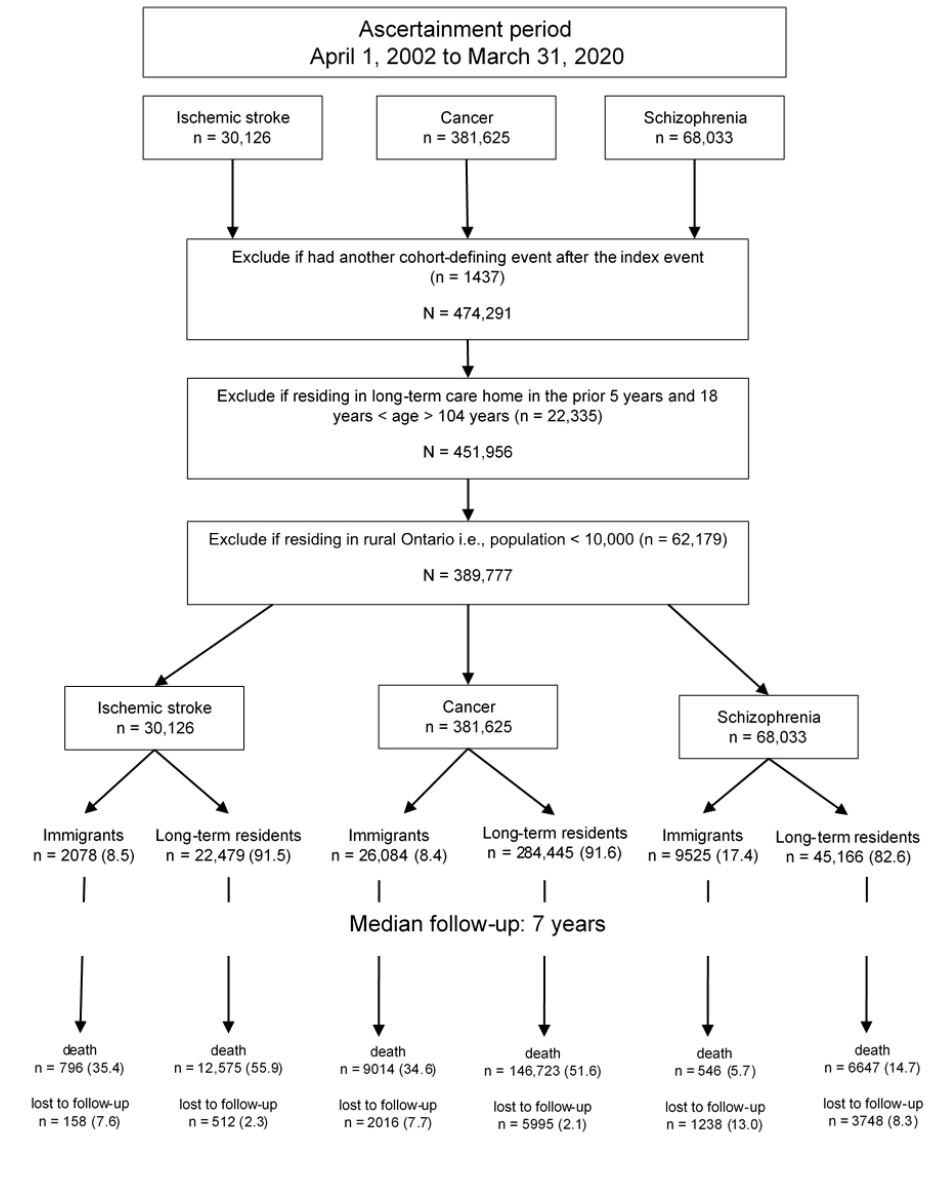 Ascertainment period
April 1, 2002 to March 31, 2020
Ischemic stroke
n = 30,126
Cancer
n = 381,625
Schizophrenia
n = 68,033
Exclude if had another cohort-defining event after the index event
(n = 1437)
N = 474,291
Exclude if residing in long-term care home in the prior 5 years and 18
years < age > 104 years (n = 22,335)
N = 451,956
Exclude if residing in rural Ontario i.e., population < 10,000 (n = 62,179)
N = 389,777
Ischemic stroke
n = 30,126
Cancer
n = 381,625
Schizophrenia
n = 68,033
Immigrants
n = 2078 (8.5)
Long-term residents
n = 22,479 (91.5)
Immigrants
n = 26,084 (8.4)
Long-term residents
n = 284,445 (91.6)
Immigrants
n = 9525 (17.4)
Long-term residents
n = 45,166 (82.6)
Median follow-up: 7 years
death
n = 796 (35.4)
lost to follow-up
n = 158 (7.6)
death
n = 12,575 (55.9)
lost to follow-up
n = 512 (2.3)
death
n = 9014 (34.6)
lost to follow-up
n = 2016 (7.7)
death
n = 146,723 (51.6)
lost to follow-up
n = 5995 (2.1)
death
n = 546 (5.7)
lost to follow-up
n = 1238 (13.0)
death
n = 6647 (14.7)
lost to follow-up
n = 3748 (8.3)